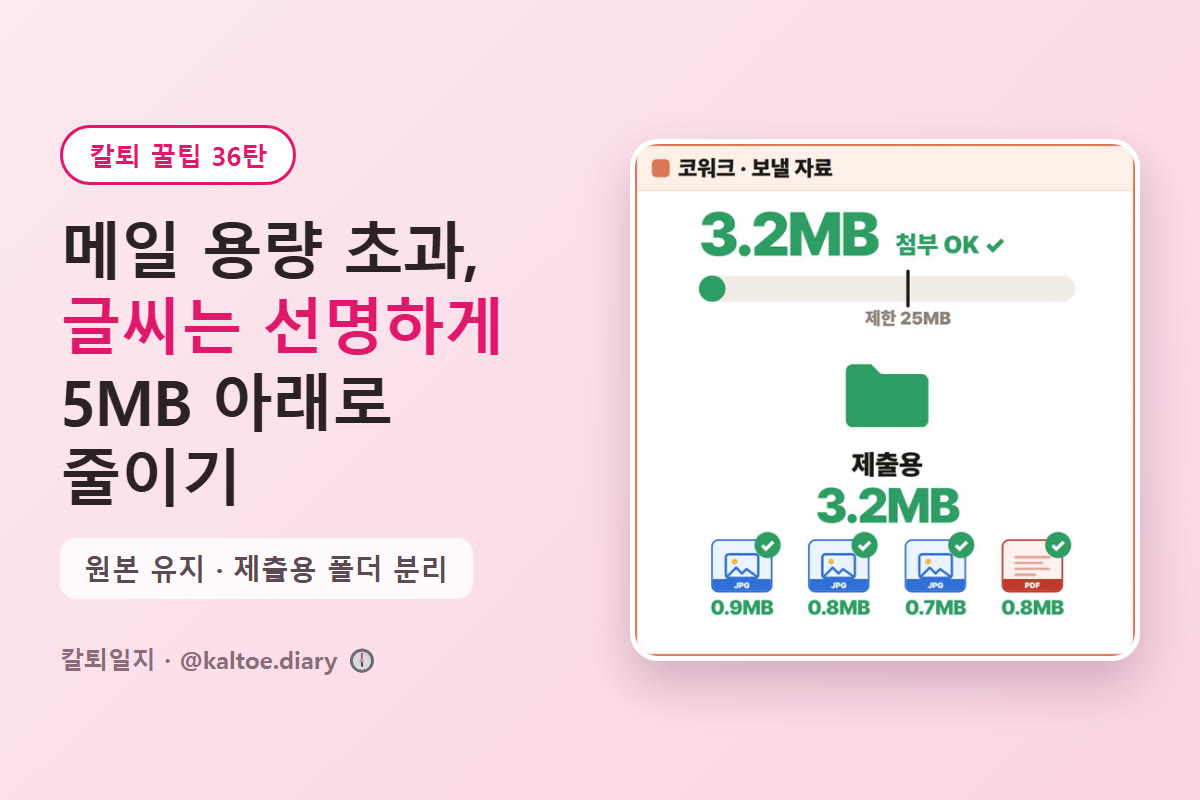 칼퇴 꿀팁 36탄
메일 용량 초과,
글씨는 선명하게
5MB 아래로
줄이기
원본 유지 · 제출용 폴더 분리
칼퇴일지 · @kaltoe.diary
코워크 · 보낼 자료
3.2MB 첨부 OK ✓
제한 25MB
제출용
3.2MB
JPG JPG JPG PDF
0.9MB 0.8MB 0.7MB 0.8MB